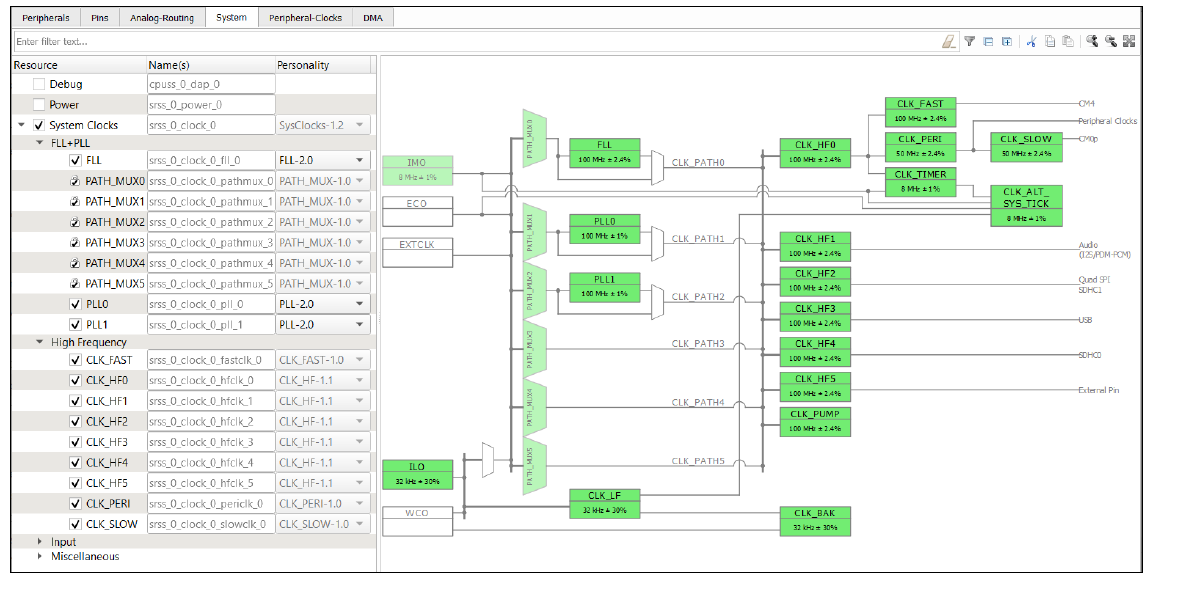 Peripherals Pins Analog-Routing System Peripheral-Clocks DMA
Enter filter text...
Resource Name(s) Personality
Debug cpuss_0_dap_0
Power srss_0_power_0
System Clocks srss_0_clock_0 SysClocks-1.2
FLL+PLL
FLL srss_0_clock_0_fll_0 FLL-2.0
PATH_MUX0 srss_0_clock_0_pathmux_0 PATH_MUX-1.0
PATH_MUX1 srss_0_clock_0_pathmux_1 PATH_MUX-1.0
PATH_MUX2 srss_0_clock_0_pathmux_2 PATH_MUX-1.0
PATH_MUX3 srss_0_clock_0_pathmux_3 PATH_MUX-1.0
PATH_MUX4 srss_0_clock_0_pathmux_4 PATH_MUX-1.0
PATH_MUX5 srss_0_clock_0_pathmux_5 PATH_MUX-1.0
PLL0 srss_0_clock_0_pll_0 PLL-2.0
PLL1 srss_0_clock_0_pll_1 PLL-2.0
High Frequency
CLK_FAST srss_0_clock_0_fastclk_0 CLK_FAST-1.0
CLK_HF0 srss_0_clock_0_hfclk_0 CLK_HF-1.1
CLK_HF1 srss_0_clock_0_hfclk_1 CLK_HF-1.1
CLK_HF2 srss_0_clock_0_hfclk_2 CLK_HF-1.1
CLK_HF3 srss_0_clock_0_hfclk_3 CLK_HF-1.1
CLK_HF4 srss_0_clock_0_hfclk_4 CLK_HF-1.1
CLK_HF5 srss_0_clock_0_hfclk_5 CLK_HF-1.1
CLK_PERI srss_0_clock_0_periclk_0 CLK_PERI-1.0
CLK_SLOW srss_0_clock_0_slowclk_0 CLK_SLOW-1.0
Input
Miscellaneous
IMO
8 MHz ± 1%
ECO
EXTCLK
ILO
32 kHz ± 30%
WCO
PATH_MUX0
PATH_MUX1
PATH_MUX2
PATH_MUX3
PATH_MUX4
PATH_MUX5
FLL
100 MHz ± 2.4%
PLL0
100 MHz ± 1%
PLL1
100 MHz ± 1%
CLK_LF
32 kHz ± 30%
CLK_PATH0
CLK_PATH1
CLK_PATH2
CLK_PATH3
CLK_PATH4
CLK_PATH5
CLK_HF0
100 MHz ± 2.4%
CLK_HF1
100 MHz ± 2.4%
CLK_HF2
100 MHz ± 2.4%
CLK_HF3
100 MHz ± 2.4%
CLK_HF4
100 MHz ± 2.4%
CLK_HF5
100 MHz ± 2.4%
CLK_PUMP
100 MHz ± 2.4%
CLK_BAK
32 kHz ± 30%
CLK_FAST
100 MHz ± 2.4%
CLK_PERI
50 MHz ± 2.4%
CLK_TIMER
8 MHz ± 1%
CLK_SLOW
50 MHz ± 2.4%
CLK_ALT_
SYS_TICK
8 MHz ± 1%
CM4
Peripheral Clocks
CM0p
Audio
(I2S/PDM-PCM)
Quad SPI
SDHC1
USB
SDHC0
External Pin